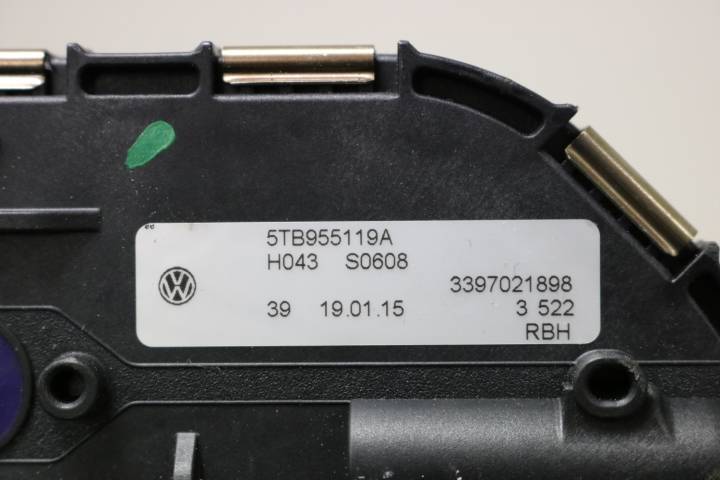 5TB955119A
H043 S0608
3397021898
39 19.01.15 3 522
RBH